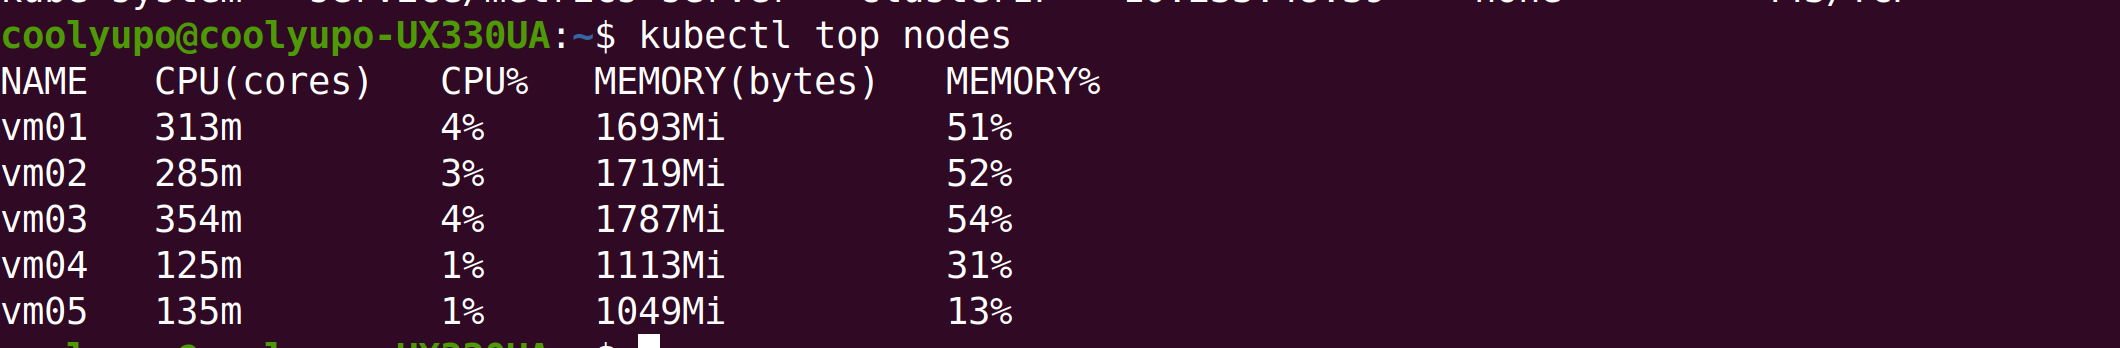 coolyupo@coolyupo-UX330UA:~$ kubectl top nodes
NAME   CPU(cores)   CPU%   MEMORY(bytes)   MEMORY%
vm01   313m         4%     1693Mi          51%
vm02   285m         3%     1719Mi          52%
vm03   354m         4%     1787Mi          54%
vm04   125m         1%     1113Mi          31%
vm05   135m         1%     1049Mi          13%